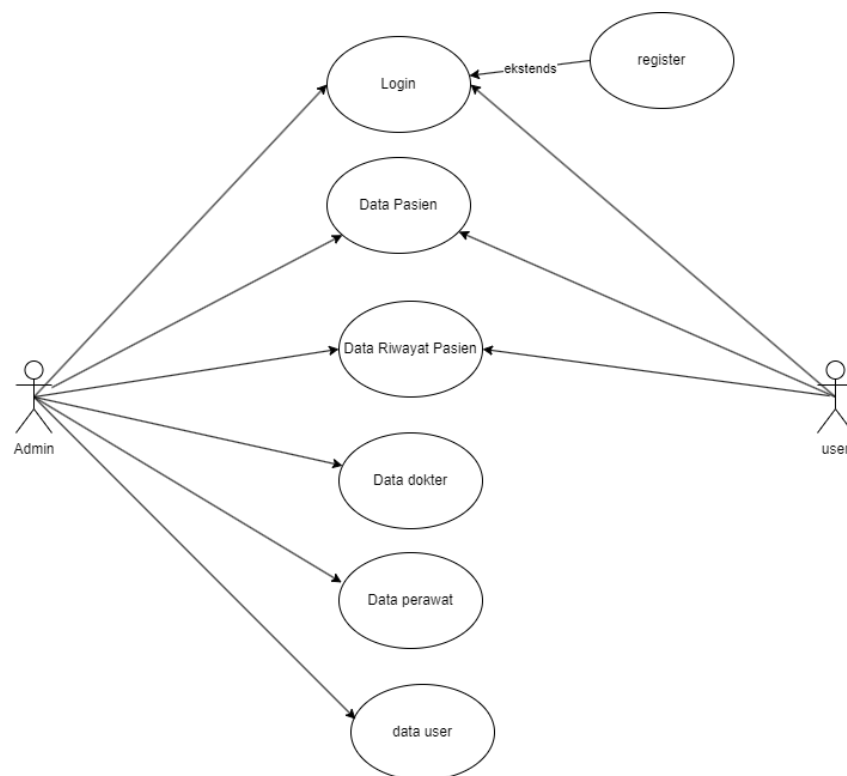 Login
ekstends
register
Data Pasien
Data Riwayat Pasien
Admin
user
Data dokter
Data perawat
data user